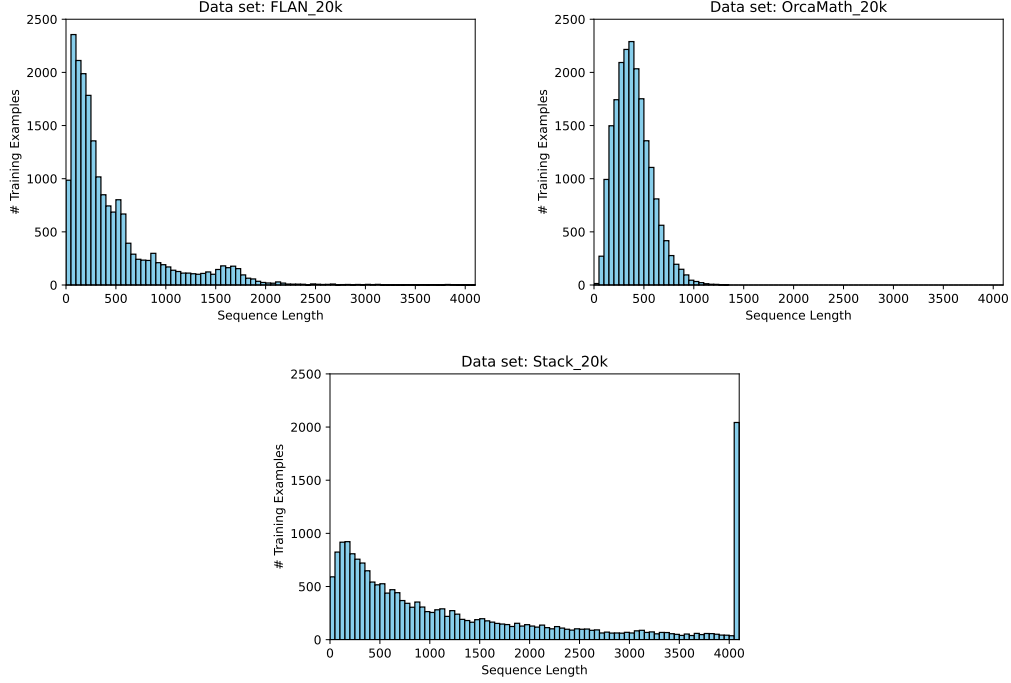 Data set: FLAN_20k
2500
2000
1500
1000
500
0
# Training Examples
0 500 1000 1500 2000 2500 3000 3500 4000
Sequence Length
Data set: OrcaMath_20k
2500
2000
1500
1000
500
0
# Training Examples
0 500 1000 1500 2000 2500 3000 3500 4000
Sequence Length
Data set: Stack_20k
2500
2000
1500
1000
500
0
# Training Examples
0 500 1000 1500 2000 2500 3000 3500 4000
Sequence Length